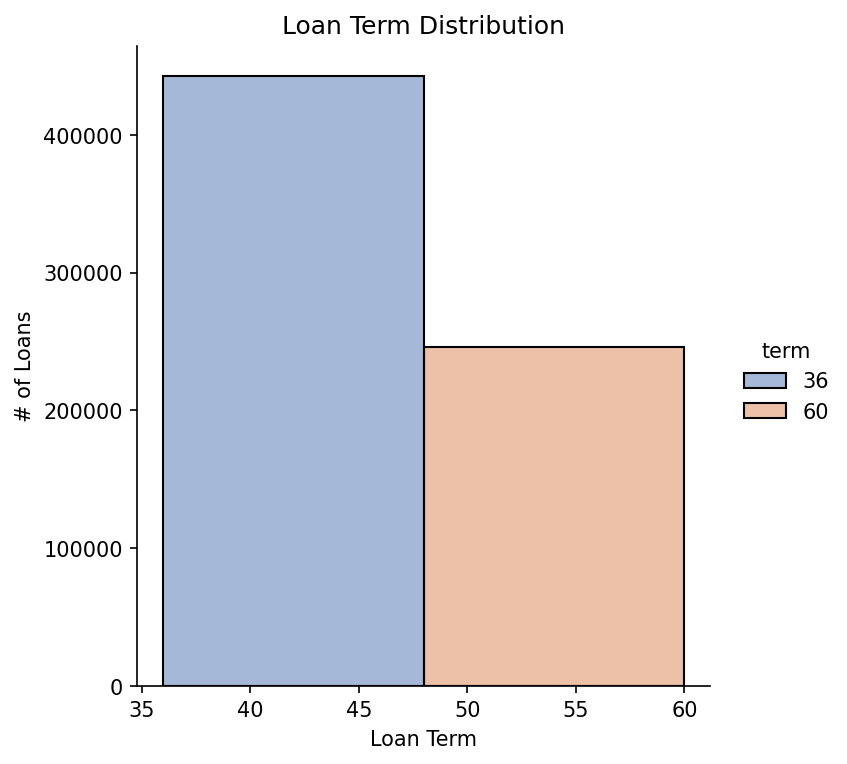 Loan Term Distribution
400000
300000
200000
100000
0
# of Loans
35 40 45 50 55 60
Loan Term
term
36
60